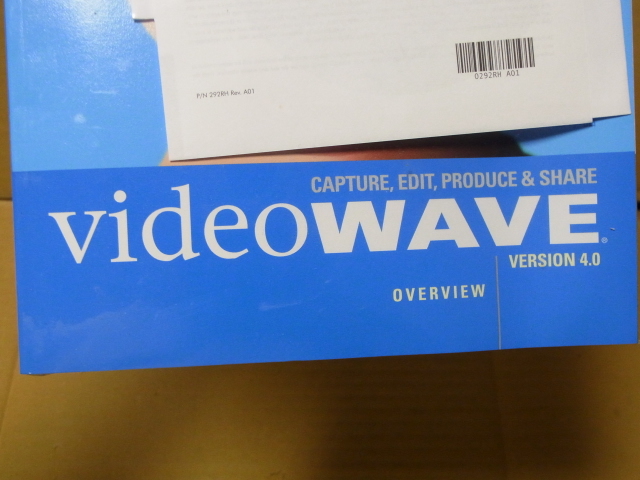 0292RH A01
P/N 292RH Rev. A01
CAPTURE, EDIT, PRODUCE & SHARE
videoWAVE®
VERSION 4.0
OVERVIEW